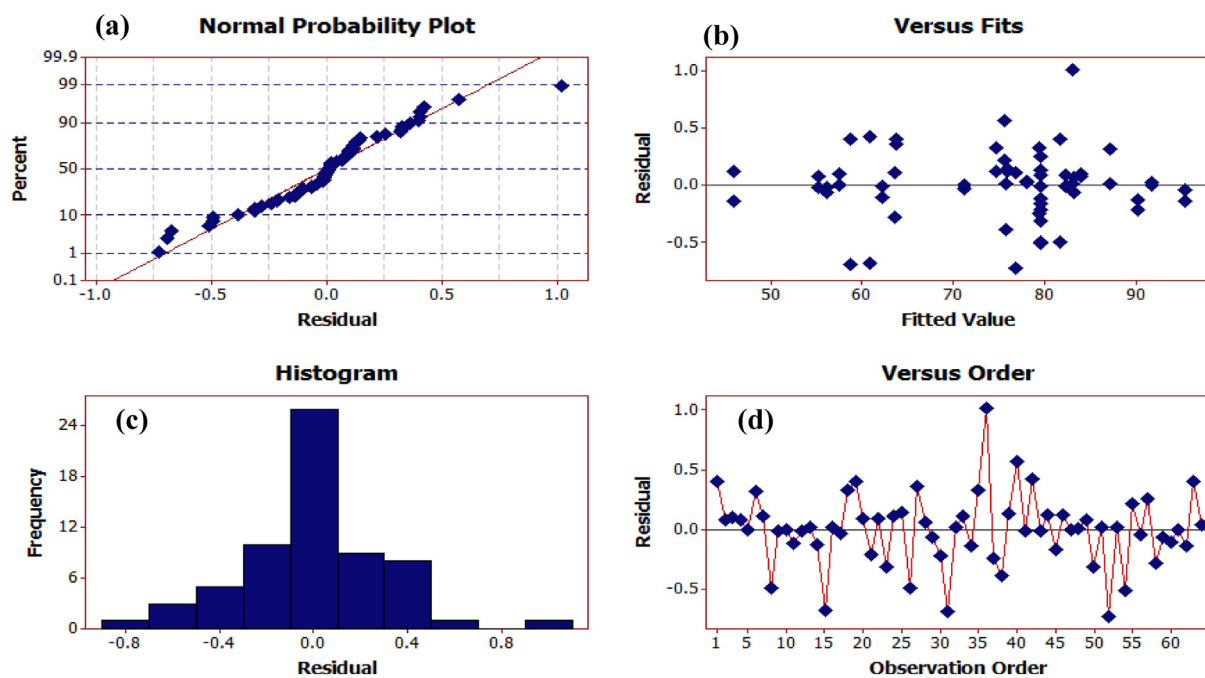 (a) Normal Probability Plot
99.9
99
90
50
10
1
0.1
Percent
-1.0 -0.5 0.0 0.5 1.0
Residual
(b) Versus Fits
1.0
0.5
0.0
-0.5
Residual
50 60 70 80 90
Fitted Value
Histogram
(c)
24
18
12
6
0
Frequency
-0.8 -0.4 0.0 0.4 0.8
Residual
Versus Order
(d)
1.0
0.5
0.0
-0.5
Residual
1 5 10 15 20 25 30 35 40 45 50 55 60
Observation Order